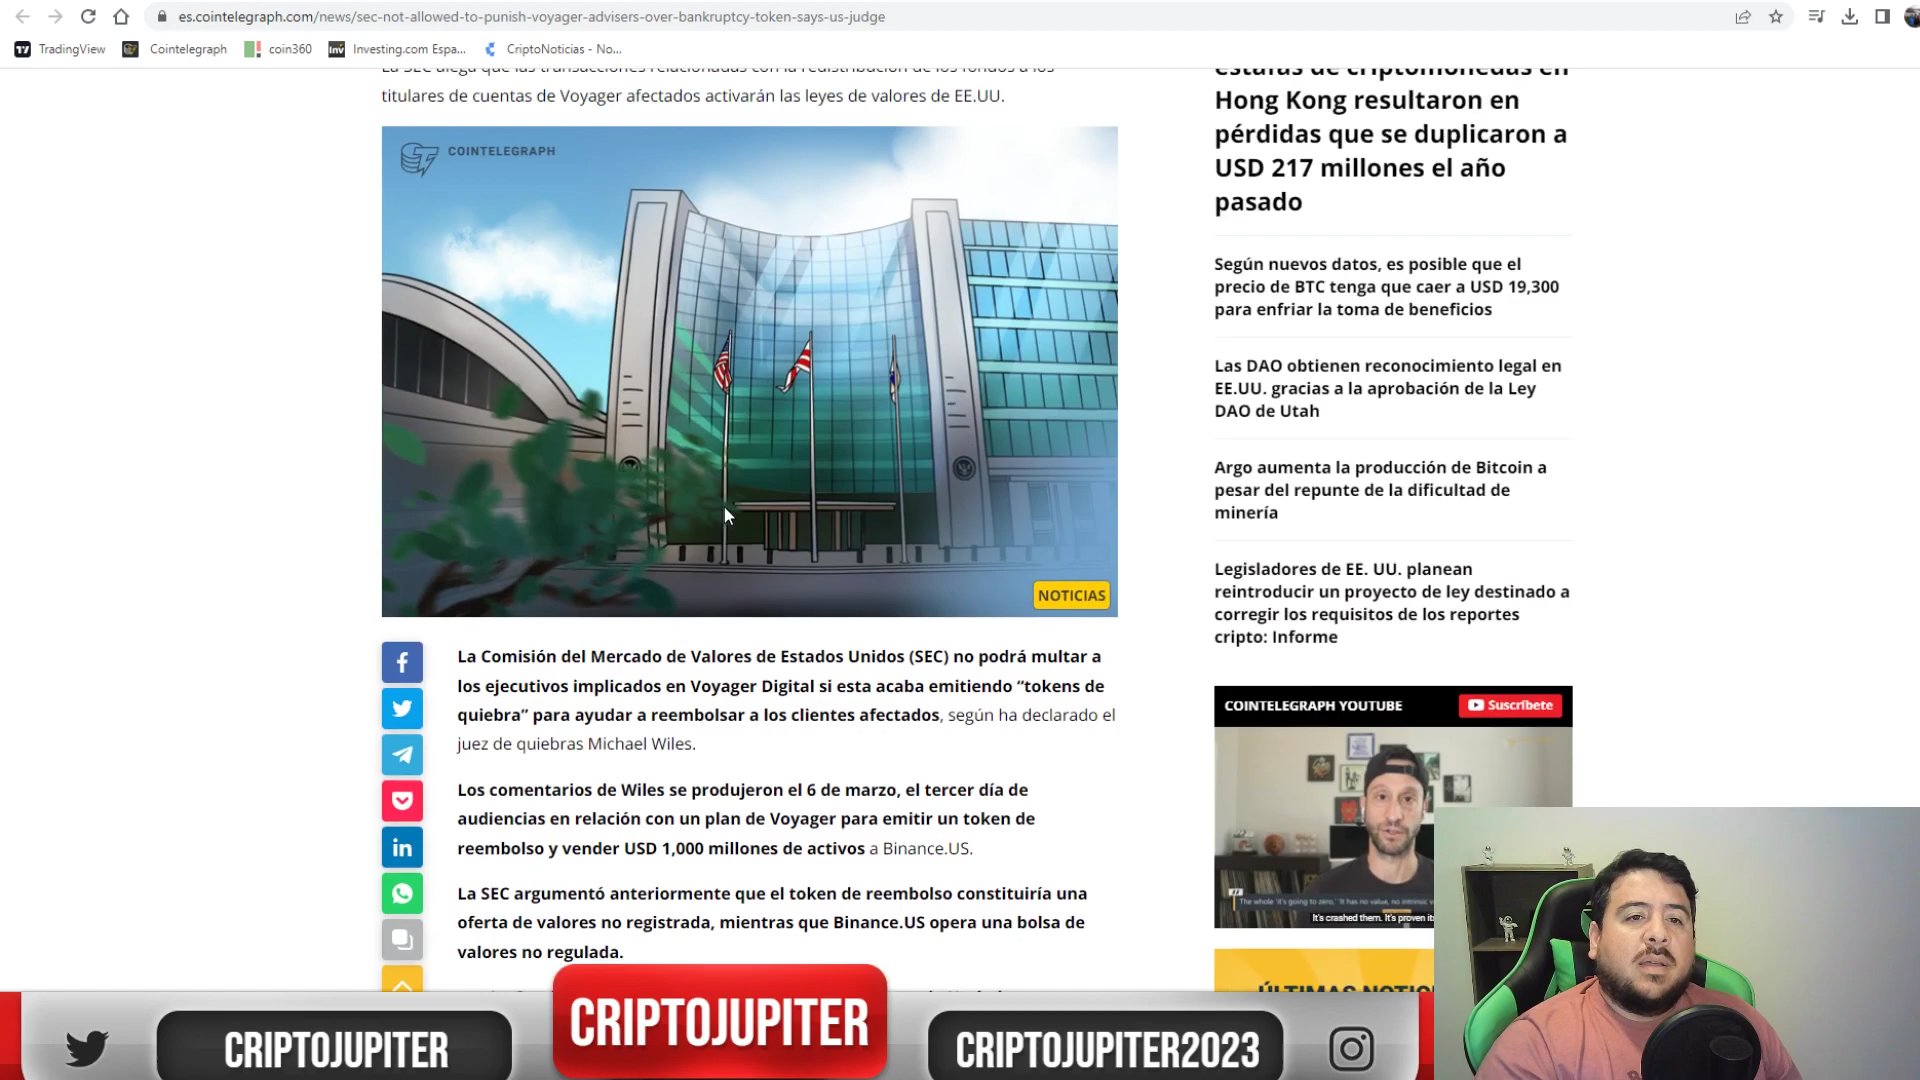 es.cointelegraph.com/news/sec-not-allowed-to-punish-voyager-advisers-over-bankruptcy-token-says-us-judge
TradingView Cointelegraph coin360 Inv Investing.com Espa... CriptoNoticias - No...
La SEC alega que las transacciones relacionadas con la redistribución de los fondos a los
titulares de cuentas de Voyager afectados activarán las leyes de valores de EE.UU.
COINTELEGRAPH
NOTICIAS
La Comisión del Mercado de Valores de Estados Unidos (SEC) no podrá multar a
los ejecutivos implicados en Voyager Digital si esta acaba emitiendo “tokens de
quiebra” para ayudar a reembolsar a los clientes afectados, según ha declarado el
juez de quiebras Michael Wiles.
Los comentarios de Wiles se produjeron el 6 de marzo, el tercer día de
audiencias en relación con un plan de Voyager para emitir un token de
reembolso y vender USD 1,000 millones de activos a Binance.US.
La SEC argumentó anteriormente que el token de reembolso constituiría una
oferta de valores no registrada, mientras que Binance.US opera una bolsa de
valores no regulada.
estafas de criptomonedas en
Hong Kong resultaron en
pérdidas que se duplicaron a
USD 217 millones el año
pasado
Según nuevos datos, es posible que el
precio de BTC tenga que caer a USD 19,300
para enfriar la toma de beneficios
Las DAO obtienen reconocimiento legal en
EE.UU. gracias a la aprobación de la Ley
DAO de Utah
Argo aumenta la producción de Bitcoin a
pesar del repunte de la dificultad de
minería
Legisladores de EE. UU. planean
reintroducir un proyecto de ley destinado a
corregir los requisitos de los reportes
cripto: Informe
COINTELEGRAPH YOUTUBE
Suscríbete
The whole 'it's going to zero,' 'It has no value, no intrinsic
It's crashed them. It's proven its
ÚLTIMAS NOTIC
CRIPTOJUPITER
CRIPTOJUPITER
CRIPTOJUPITER2023